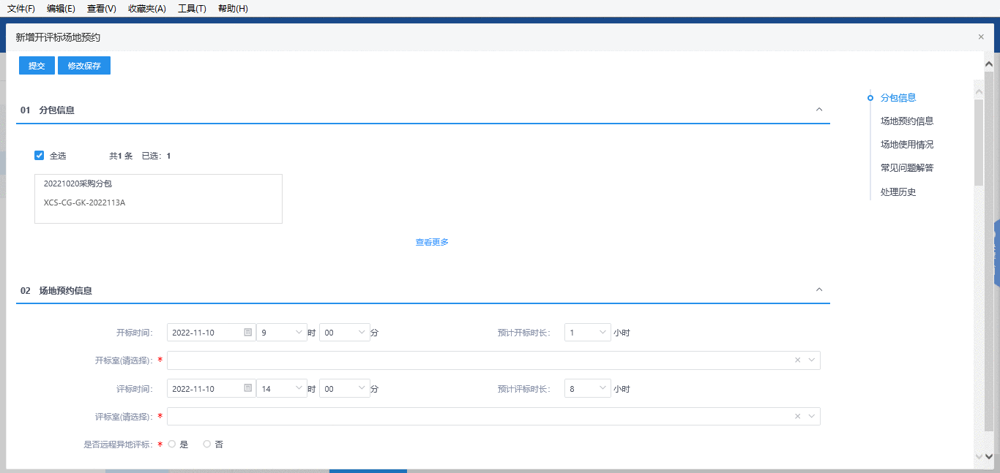 文件(F) 编辑(E) 查看(V) 收藏夹(A) 工具(T) 帮助(H)
新增开评标场地预约 ×
提交 修改保存
01 分包信息
全选 共1 条 已选: 1
20221020采购分包
XCS-CG-GK-2022113A
查看更多
02 场地预约信息
开标时间: 2022-11-10 9 时 00 分 预计开标时长: 1 小时
开标室(请选择): *
评标时间: 2022-11-10 14 时 00 分 预计评标时长: 8 小时
评标室(请选择): *
是否远程异地评标: * 是 否
分包信息
场地预约信息
场地使用情况
常见问题解答
处理历史